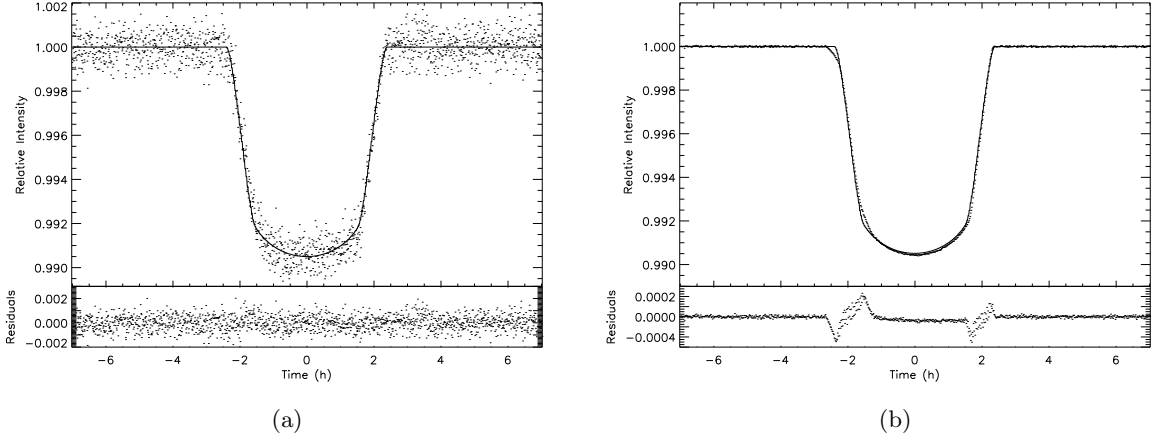 1.002
1.000
0.998
0.996
0.994
0.992
0.990
Relative Intensity
0.002
0.000
−0.002
Residuals
−6 −4 −2 0 2 4 6
Time (h)
(a)
1.000
0.998
0.996
0.994
0.992
0.990
Relative Intensity
0.0002
−0.0000
−0.0004
Residuals
−6 −4 −2 0 2 4 6
Time (h)
(b)